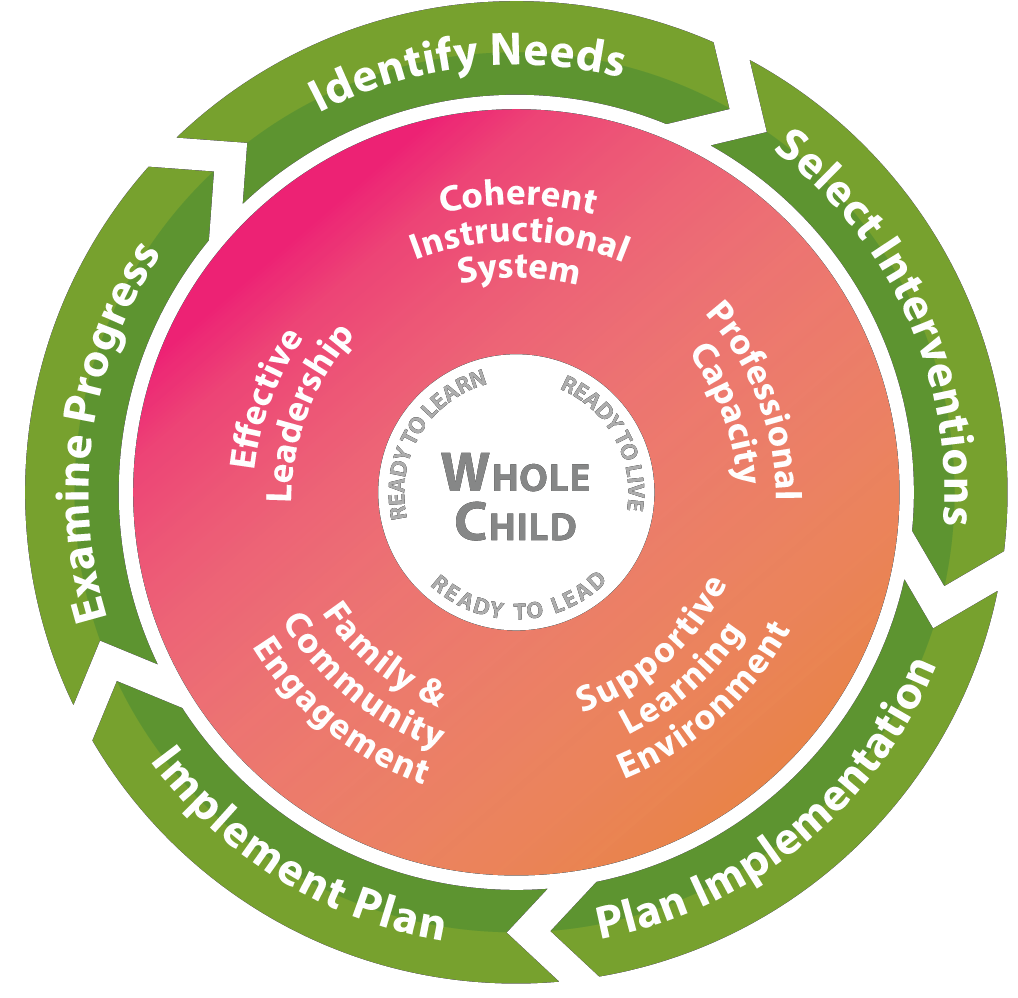 Identify Needs
Select Interventions
Plan Implementation
Implement Plan
Examine Progress
Coherent
Instructional
System
Professional
Capacity
Supportive
Learning
Environment
Family &
Community
Engagement
Effective
Leadership
READY TO LEARN
READY TO LIVE
READY TO LEAD
WHOLE
CHILD